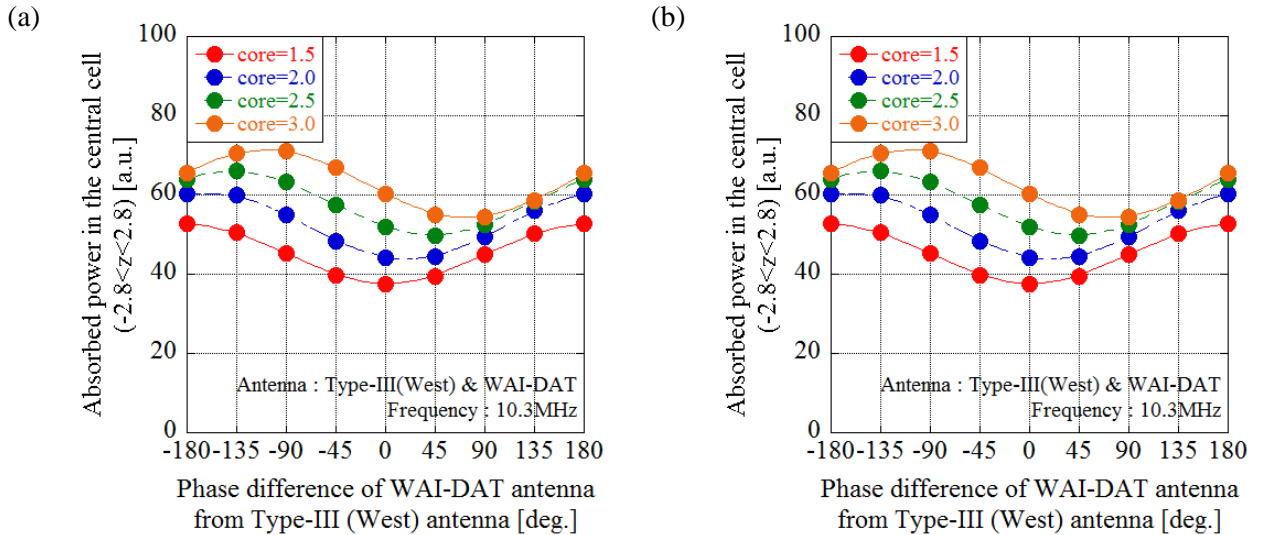 (a)
100
80
60
40
20
0
Absorbed power in the central cell
(-2.8<z<2.8) [a.u.]
core=1.5
core=2.0
core=2.5
core=3.0
Antenna : Type-III(West) & WAI-DAT
Frequency : 10.3MHz
-180 -135 -90 -45 0 45 90 135 180
Phase difference of WAI-DAT antenna
from Type-III (West) antenna [deg.]
(b)
100
80
60
40
20
0
Absorbed power in the central cell
(-2.8<z<2.8) [a.u.]
core=1.5
core=2.0
core=2.5
core=3.0
Antenna : Type-III(West) & WAI-DAT
Frequency : 10.3MHz
-180 -135 -90 -45 0 45 90 135 180
Phase difference of WAI-DAT antenna
from Type-III (West) antenna [deg.]